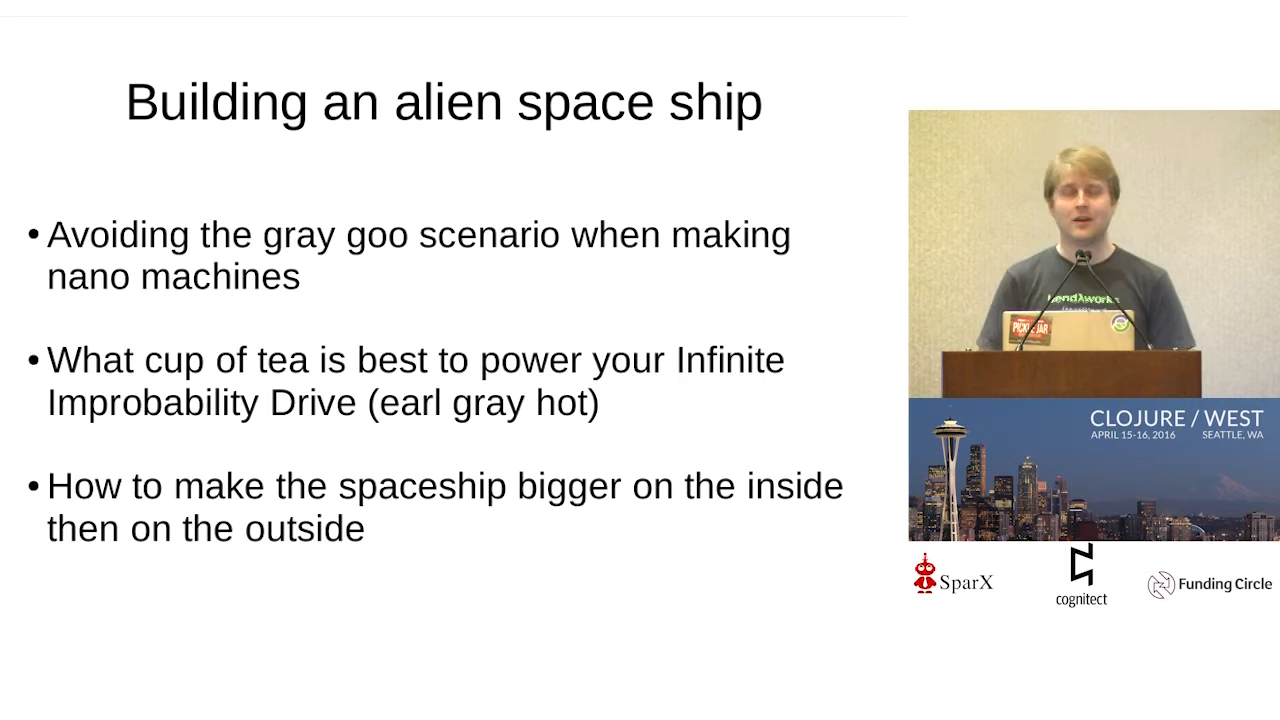 Building an alien space ship
• Avoiding the gray goo scenario when making
nano machines
• What cup of tea is best to power your Infinite
Improbability Drive (earl gray hot)
• How to make the spaceship bigger on the inside
then on the outside
PICKLE JAR
CLOJURE / WEST
APRIL 15-16, 2016 SEATTLE, WA
SparX
cognitect
Funding Circle